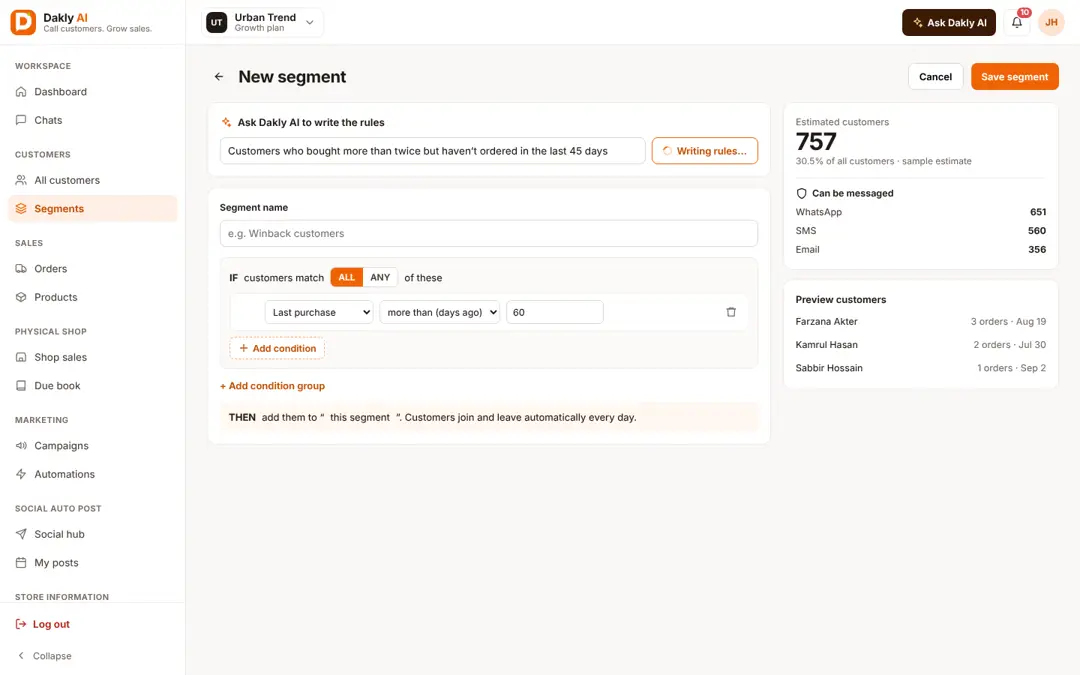 Dakly AI
Call customers. Grow sales.
UT
Urban Trend
Growth plan
Ask Dakly AI
10
JH
WORKSPACE
Dashboard
Chats
CUSTOMERS
All customers
Segments
SALES
Orders
Products
PHYSICAL SHOP
Shop sales
Due book
MARKETING
Campaigns
Automations
SOCIAL AUTO POST
Social hub
My posts
STORE INFORMATION
Log out
Collapse
New segment
Cancel
Save segment
Ask Dakly AI to write the rules
Customers who bought more than twice but haven't ordered in the last 45 days
Writing rules...
Segment name
e.g. Winback customers
IF customers match ALL ANY of these
Last purchase more than (days ago) 60
+ Add condition
+ Add condition group
THEN add them to “ this segment ”. Customers join and leave automatically every day.
Estimated customers
757
30.5% of all customers · sample estimate
Can be messaged
WhatsApp 651
SMS 560
Email 356
Preview customers
Farzana Akter 3 orders · Aug 19
Kamrul Hasan 2 orders · Jul 30
Sabbir Hossain 1 orders · Sep 2